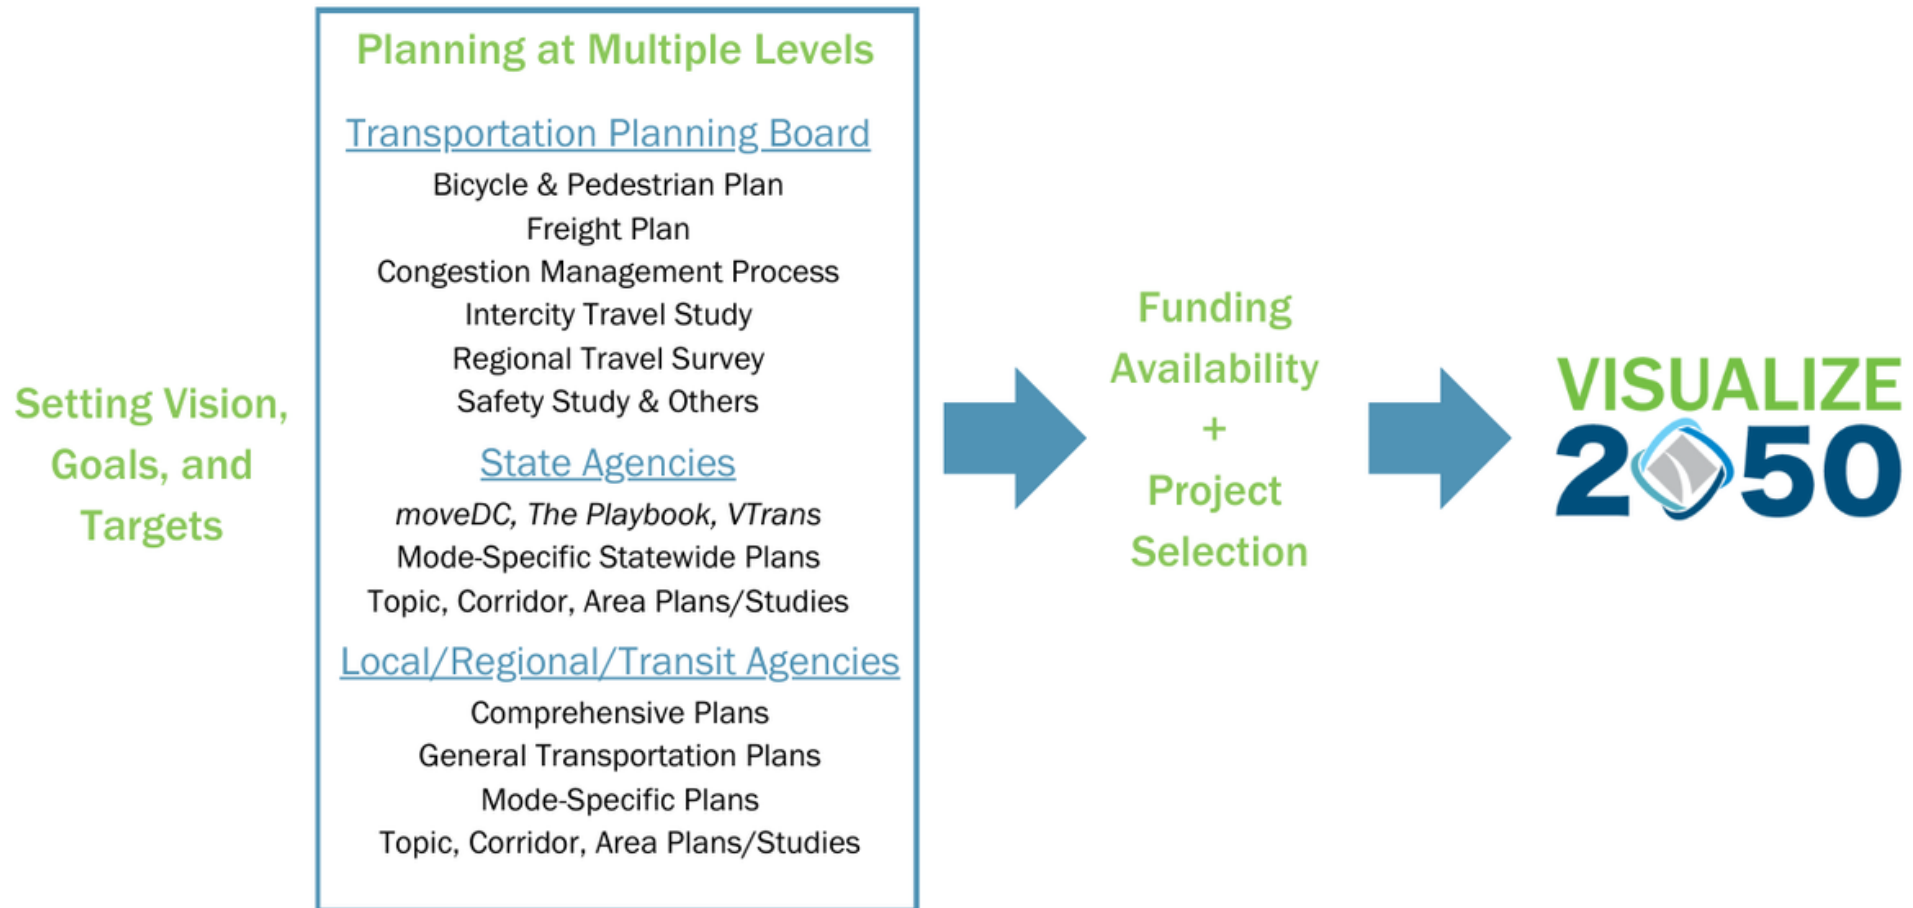 Setting Vision,
Goals, and
Targets
Planning at Multiple Levels
Transportation Planning Board
Bicycle & Pedestrian Plan
Freight Plan
Congestion Management Process
Intercity Travel Study
Regional Travel Survey
Safety Study & Others
State Agencies
moveDC, The Playbook, VTrans
Mode-Specific Statewide Plans
Topic, Corridor, Area Plans/Studies
Local/Regional/Transit Agencies
Comprehensive Plans
General Transportation Plans
Mode-Specific Plans
Topic, Corridor, Area Plans/Studies
Funding
Availability
+
Project
Selection
VISUALIZE
2050